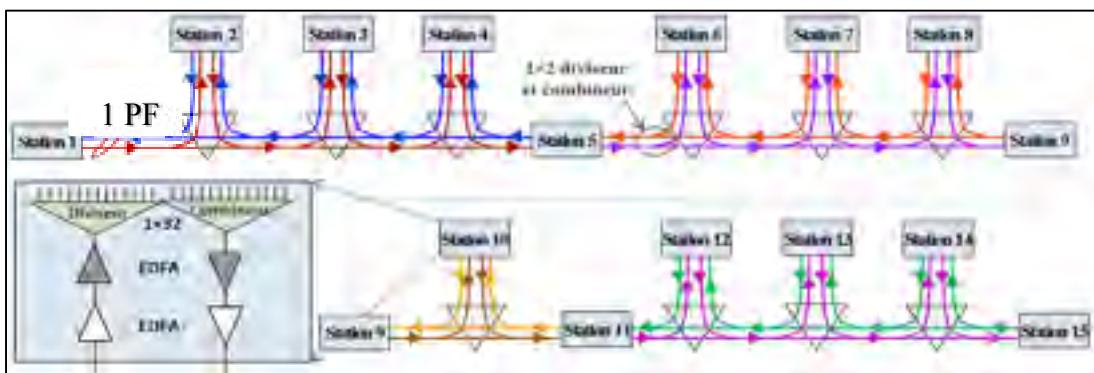 Station 2
Station 3
Station 4
Station 6
Station 7
Station 8
1×2 diviseur
et combineur
1 PF
Station 1
Station 5
Station 9
Diviseur
Combineur
1×32
EDFA
EDFA
Station 10
Station 12
Station 13
Station 14
Station 9
Station 11
Station 15